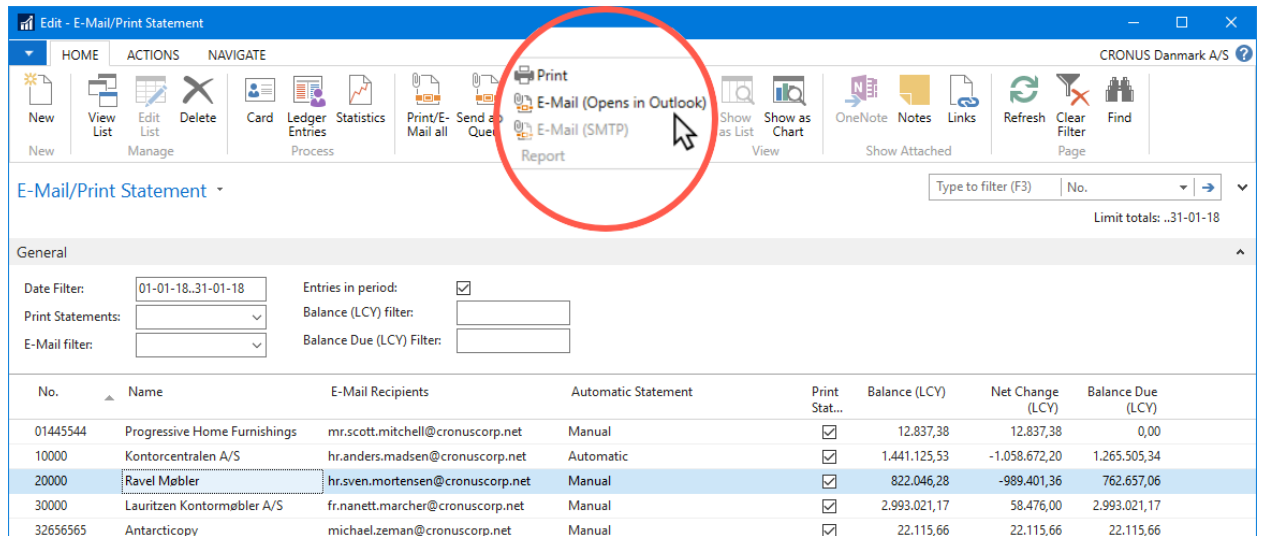 Edit - E-Mail/Print Statement
HOME ACTIONS NAVIGATE CRONUS Danmark A/S
New
View List
Edit List
Delete
Card
Ledger Entries
Statistics
Print/E-Mail all
Print
E-Mail (Opens in Outlook)
E-Mail (SMTP)
Show as Chart
OneNote
Notes
Links
Refresh
Clear Filter
Find
New Manage Process Report View Show Attached Page
E-Mail/Print Statement
Type to filter (F3) No.
Limit totals: ..31-01-18
General
Date Filter: 01-01-18..31-01-18 Entries in period:
Print Statements: Balance (LCY) filter:
E-Mail filter: Balance Due (LCY) Filter:
No. Name E-Mail Recipients Automatic Statement Print Stat... Balance (LCY) Net Change (LCY) Balance Due (LCY)
01445544 Progressive Home Furnishings mr.scott.mitchell@cronuscorp.net Manual 12.837,38 12.837,38 0,00
10000 Kontorcentralen A/S hr.anders.madsen@cronuscorp.net Automatic 1.441.125,53 -1.058.672,20 1.265.505,34
20000 Ravel Møbler hr.sven.mortensen@cronuscorp.net Manual 822.046,28 -989.401,36 762.657,06
30000 Lauritzen Kontormøbler A/S fr.nanett.marcher@cronuscorp.net Manual 2.993.021,17 58.476,00 2.993.021,17
32656565 Antarcticopy michael.zeman@cronuscorp.net Manual 22.115,66 22.115,66 22.115,66